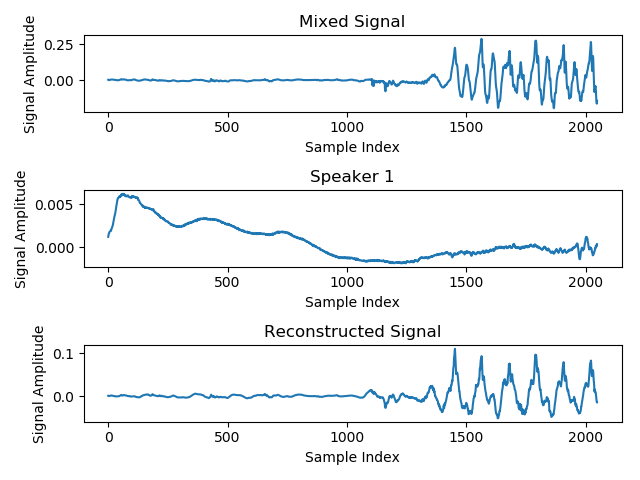 Mixed Signal
Signal Amplitude
0.25
0.00
0 500 1000 1500 2000
Sample Index
Speaker 1
Signal Amplitude
0.005
0.000
0 500 1000 1500 2000
Sample Index
Reconstructed Signal
Signal Amplitude
0.1
0.0
0 500 1000 1500 2000
Sample Index